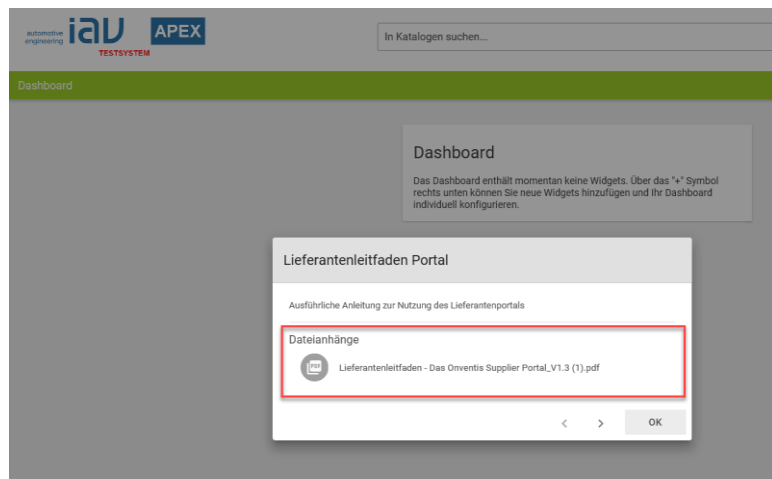 automotive
engineering
iav
APEX
TESTSYSTEM
In Katalogen suchen...
Dashboard
Dashboard
Das Dashboard enthält momentan keine Widgets. Über das "+" Symbol
rechts unten können Sie neue Widgets hinzufügen und Ihr Dashboard
individuell konfigurieren.
Lieferantenleitfaden Portal
Ausführliche Anleitung zur Nutzung des Lieferantenportals
Dateianhänge
PDF
Lieferantenleitfaden - Das Onventis Supplier Portal_V1.3 (1).pdf
< > OK